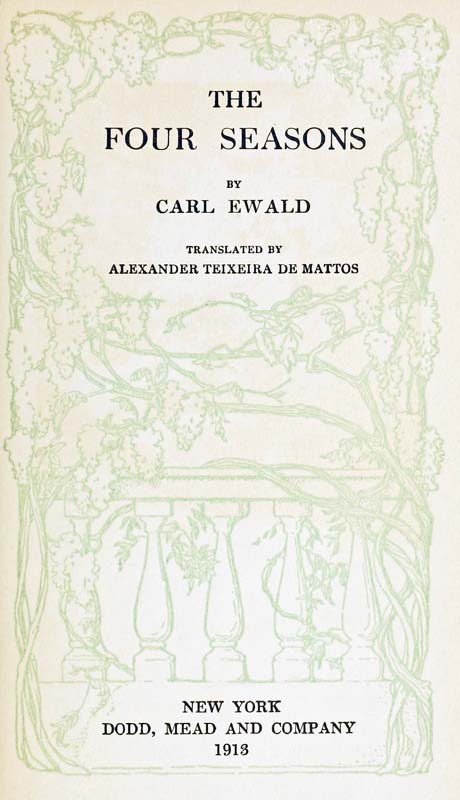 THE
FOUR SEASONS
BY
CARL EWALD
TRANSLATED BY
ALEXANDER TEIXEIRA DE MATTOS
NEW YORK
DODD, MEAD AND COMPANY
1913